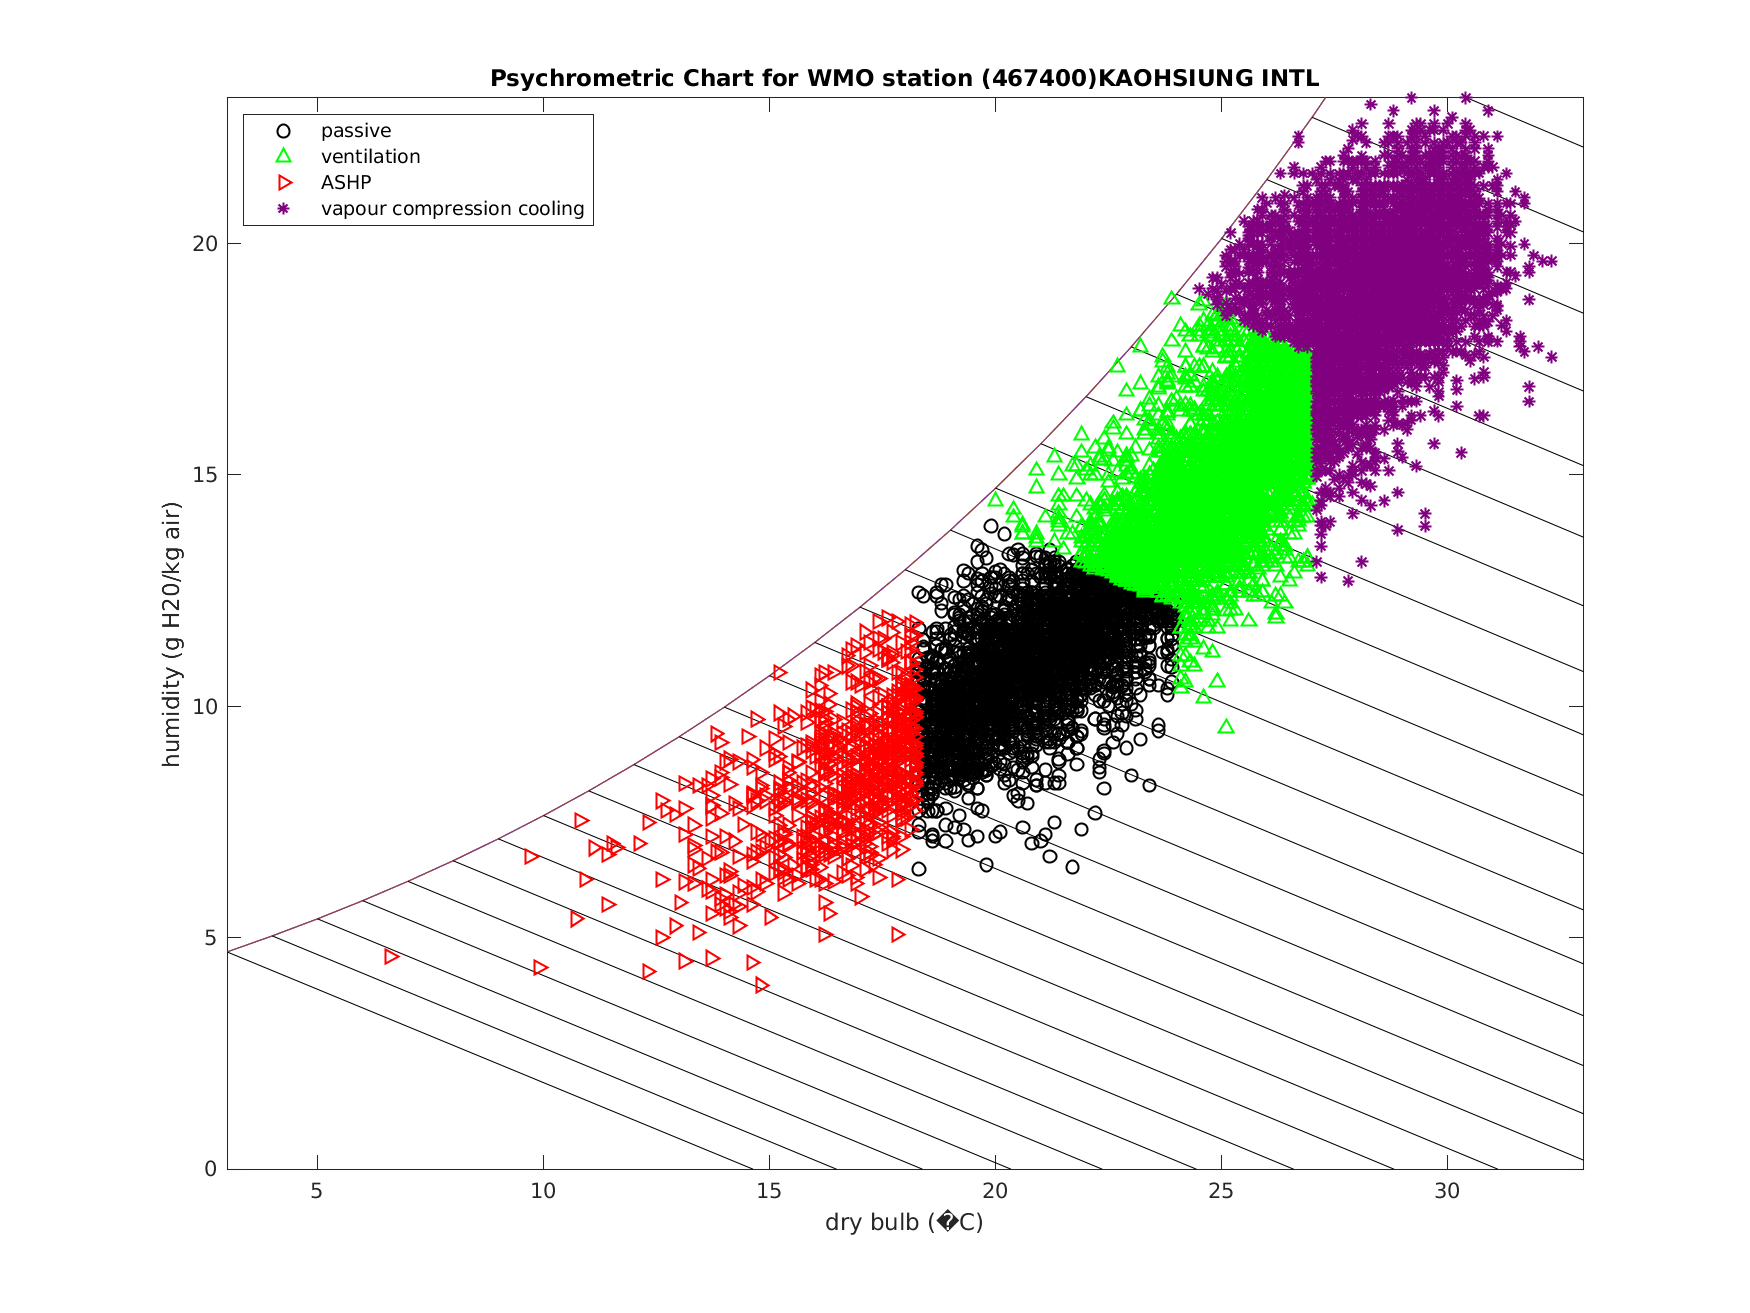 Psychrometric Chart for WMO station (467400)KAOHSIUNG INTL
passive
ventilation
ASHP
vapour compression cooling
20
15
10
5
0
humidity (g H20/kg air)
5 10 15 20 25 30
dry bulb (�C)